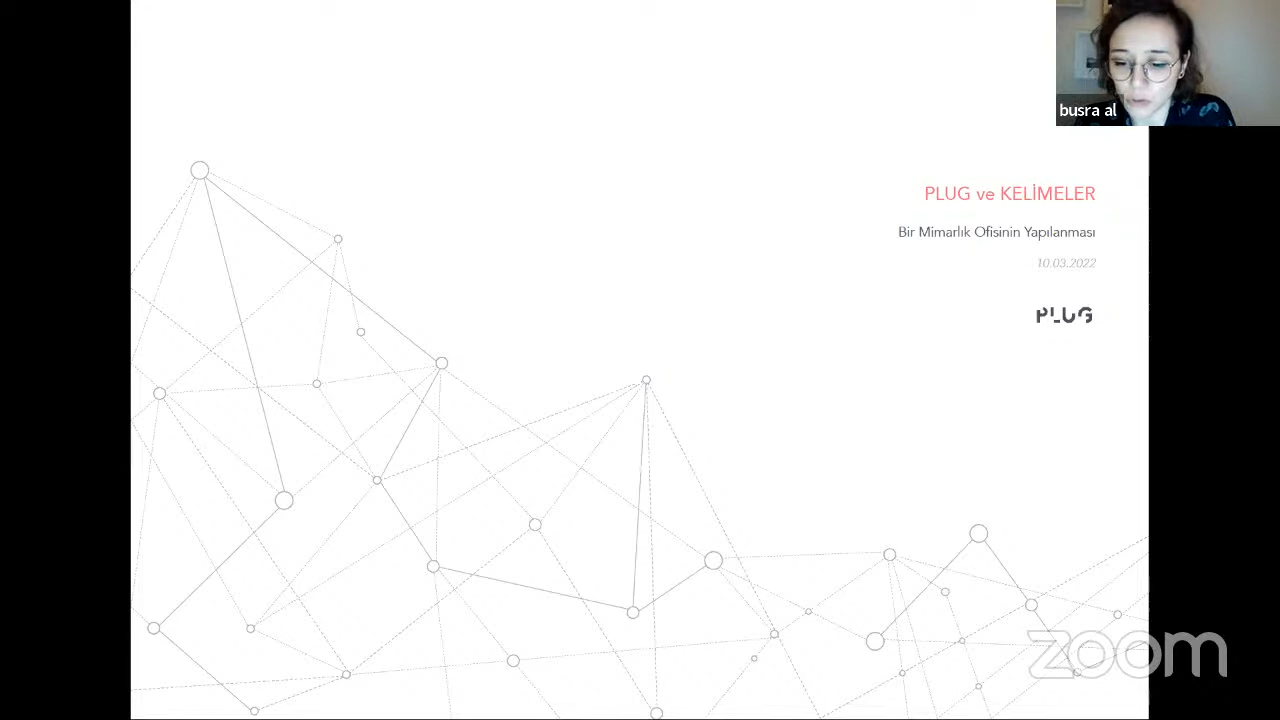 busra al
PLUG ve KELİMELER
Bir Mimarlık Ofisinin Yapılanması
10.03.2022
PLUG
zoom